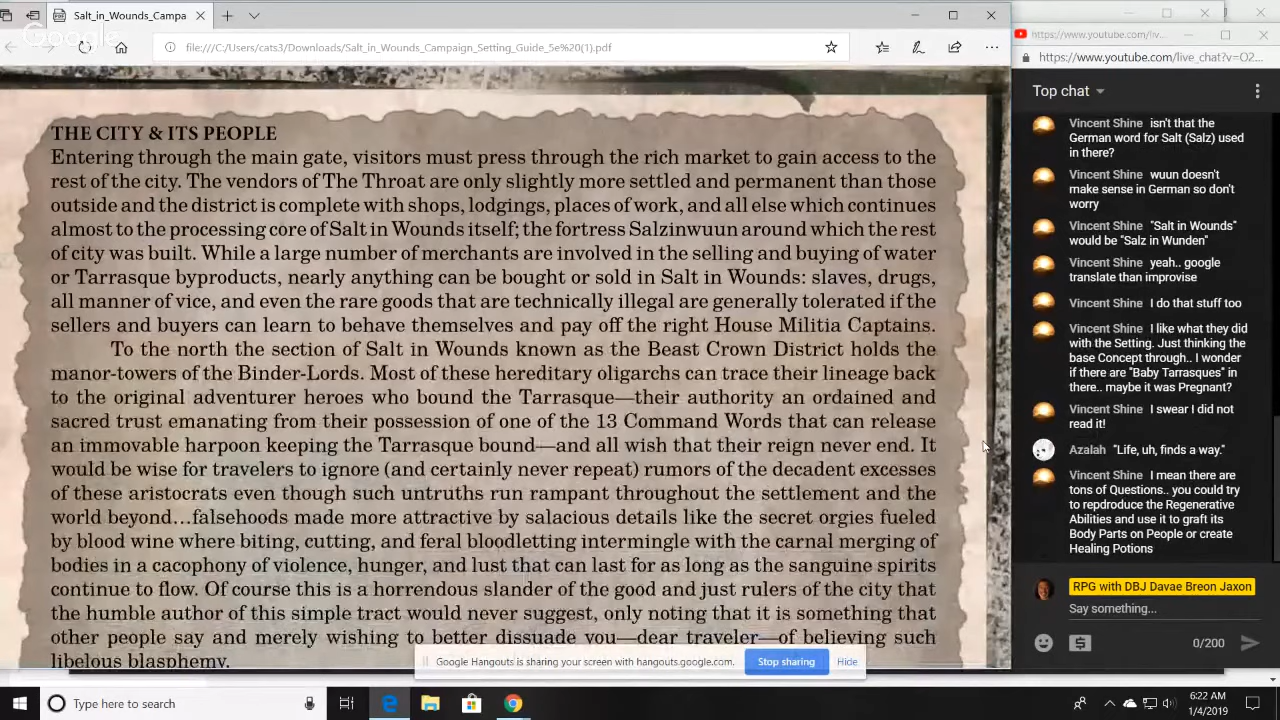 Salt_in_Wounds_Campa
Google
file:///C:/Users/cats3/Downloads/Salt_in_Wounds_Campaign_Setting_Guide_5e%20(1).pdf
THE CITY & ITS PEOPLE
Entering through the main gate, visitors must press through the rich market to gain access to the
rest of the city. The vendors of The Throat are only slightly more settled and permanent than those
outside and the district is complete with shops, lodgings, places of work, and all else which continues
almost to the processing core of Salt in Wounds itself; the fortress Salzinwuun around which the rest
of city was built. While a large number of merchants are involved in the selling and buying of water
or Tarrasque byproducts, nearly anything can be bought or sold in Salt in Wounds: slaves, drugs,
all manner of vice, and even the rare goods that are technically illegal are generally tolerated if the
sellers and buyers can learn to behave themselves and pay off the right House Militia Captains.
To the north the section of Salt in Wounds known as the Beast Crown District holds the
manor-towers of the Binder-Lords. Most of these hereditary oligarchs can trace their lineage back
to the original adventurer heroes who bound the Tarrasque—their authority an ordained and
sacred trust emanating from their possession of one of the 13 Command Words that can release
an immovable harpoon keeping the Tarrasque bound—and all wish that their reign never end. It
would be wise for travelers to ignore (and certainly never repeat) rumors of the decadent excesses
of these aristocrats even though such untruths run rampant throughout the settlement and the
world beyond…falsehoods made more attractive by salacious details like the secret orgies fueled
by blood wine where biting, cutting, and feral bloodletting intermingle with the carnal merging of
bodies in a cacophony of violence, hunger, and lust that can last for as long as the sanguine spirits
continue to flow. Of course this is a horrendous slander of the good and just rulers of the city that
the humble author of this simple tract would never suggest, only noting that it is something that
other people say and merely wishing to better dissuade you—dear traveler—of believing such
libelous blasphemy.
Google Hangouts is sharing your screen with hangouts.google.com.
Stop sharing
Hide
https://www.youtube.com/liv...
https://www.youtube.com/live_chat?v=O2...
Top chat
Vincent Shine isn't that the
German word for Salt (Salz) used
in there?
Vincent Shine wuun doesn't
make sense in German so don't
worry
Vincent Shine "Salt in Wounds"
would be "Salz in Wunden"
Vincent Shine yeah.. google
translate than improvise
Vincent Shine I do that stuff too
Vincent Shine I like what they did
with the Setting. Just thinking the
base Concept through.. I wonder
if there are "Baby Tarrasques" in
there.. maybe it was Pregnant?
Vincent Shine I swear I did not
read it!
Azalah "Life, uh, finds a way."
Vincent Shine I mean there are
tons of Questions.. you could try
to repdroduce the Regenerative
Abilities and use it to graft its
Body Parts on People or create
Healing Potions
RPG with DBJ Davae Breon Jaxon
Say something...
0/200
Type here to search
6:22 AM
1/4/2019